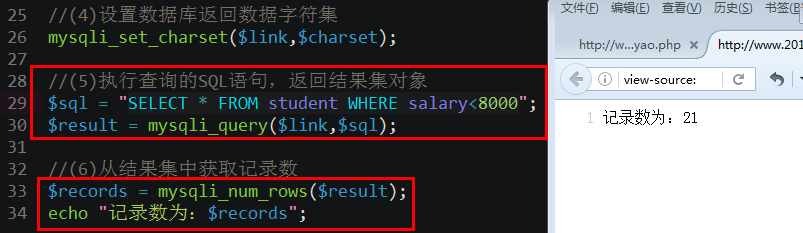 25 //(4)设置数据库返回数据字符集
26 mysqli_set_charset($link,$charset);
27
28 //(5)执行查询的SQL语句，返回结果集对象
29 $sql = "SELECT * FROM student WHERE salary<8000";
30 $result = mysqli_query($link,$sql);
31
32 //(6)从结果集中获取记录数
33 $records = mysqli_num_rows($result);
34 echo "记录数为：$records";
文件(F) 编辑(E) 查看(V) 历史(S) 书签(B)
http://w...yao.php × http://www.201
view-source:
1 记录数为：21